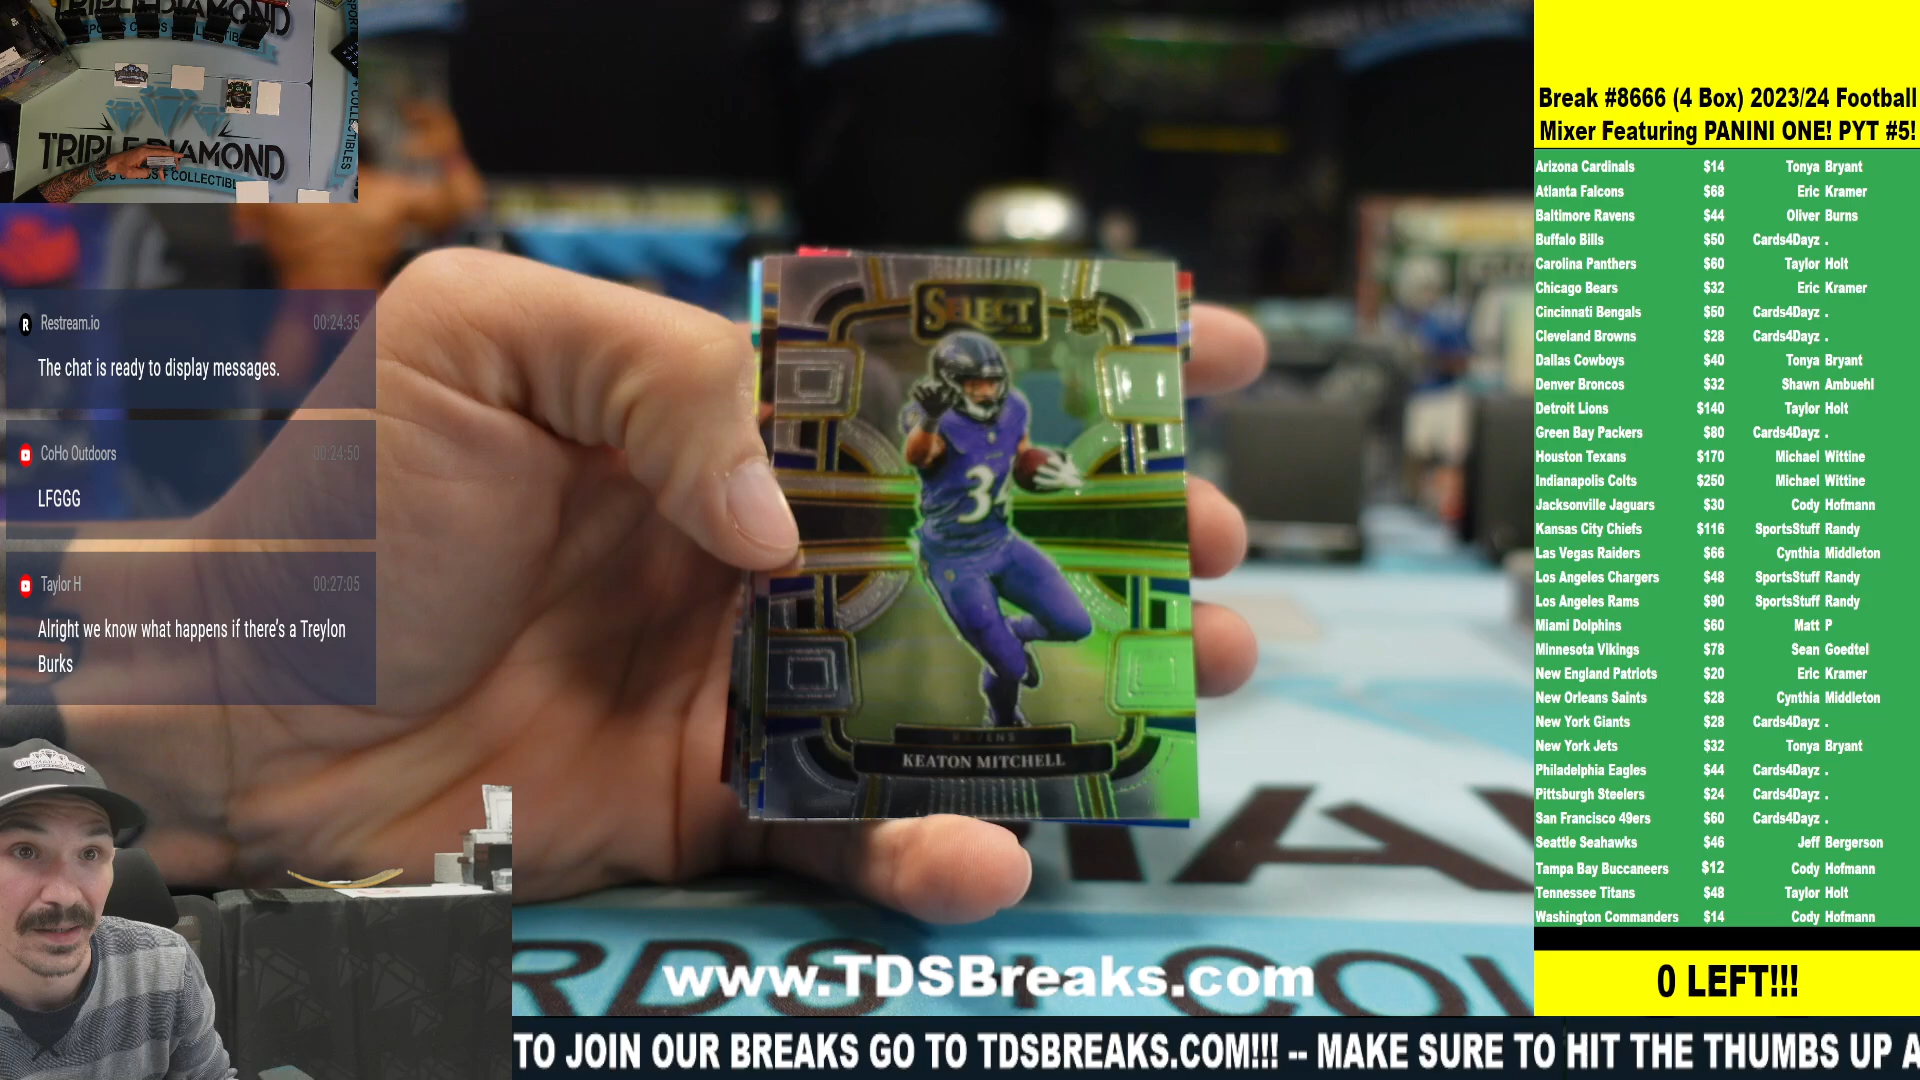 TRIPLE DIAMOND
TRIPLE DIAMOND
Restream.io 00:24:35
The chat is ready to display messages.
CoHo Outdoors 00:24:50
LFGGG
Taylor H 00:27:05
Alright we know what happens if there's a Treylon
Burks
SELECT
34
RAVENS
KEATON MITCHELL
www.TDSBreaks.com
TO JOIN OUR BREAKS GO TO TDSBREAKS.COM!!! -- MAKE SURE TO HIT THE THUMBS UP A
Break #8666 (4 Box) 2023/24 Football
Mixer Featuring PANINI ONE! PYT #5!
Arizona Cardinals $14 Tonya Bryant
Atlanta Falcons $68 Eric Kramer
Baltimore Ravens $44 Oliver Burns
Buffalo Bills $50 Cards4Dayz .
Carolina Panthers $60 Taylor Holt
Chicago Bears $32 Eric Kramer
Cincinnati Bengals $50 Cards4Dayz .
Cleveland Browns $28 Cards4Dayz .
Dallas Cowboys $40 Tonya Bryant
Denver Broncos $32 Shawn Ambuehl
Detroit Lions $140 Taylor Holt
Green Bay Packers $80 Cards4Dayz .
Houston Texans $170 Michael Wittine
Indianapolis Colts $250 Michael Wittine
Jacksonville Jaguars $30 Cody Hofmann
Kansas City Chiefs $116 SportsStuff Randy
Las Vegas Raiders $66 Cynthia Middleton
Los Angeles Chargers $48 SportsStuff Randy
Los Angeles Rams $90 SportsStuff Randy
Miami Dolphins $60 Matt P
Minnesota Vikings $78 Sean Goedtel
New England Patriots $20 Eric Kramer
New Orleans Saints $28 Cynthia Middleton
New York Giants $28 Cards4Dayz .
New York Jets $32 Tonya Bryant
Philadelphia Eagles $44 Cards4Dayz .
Pittsburgh Steelers $24 Cards4Dayz .
San Francisco 49ers $60 Cards4Dayz .
Seattle Seahawks $46 Jeff Bergerson
Tampa Bay Buccaneers $12 Cody Hofmann
Tennessee Titans $48 Taylor Holt
Washington Commanders $14 Cody Hofmann
0 LEFT!!!